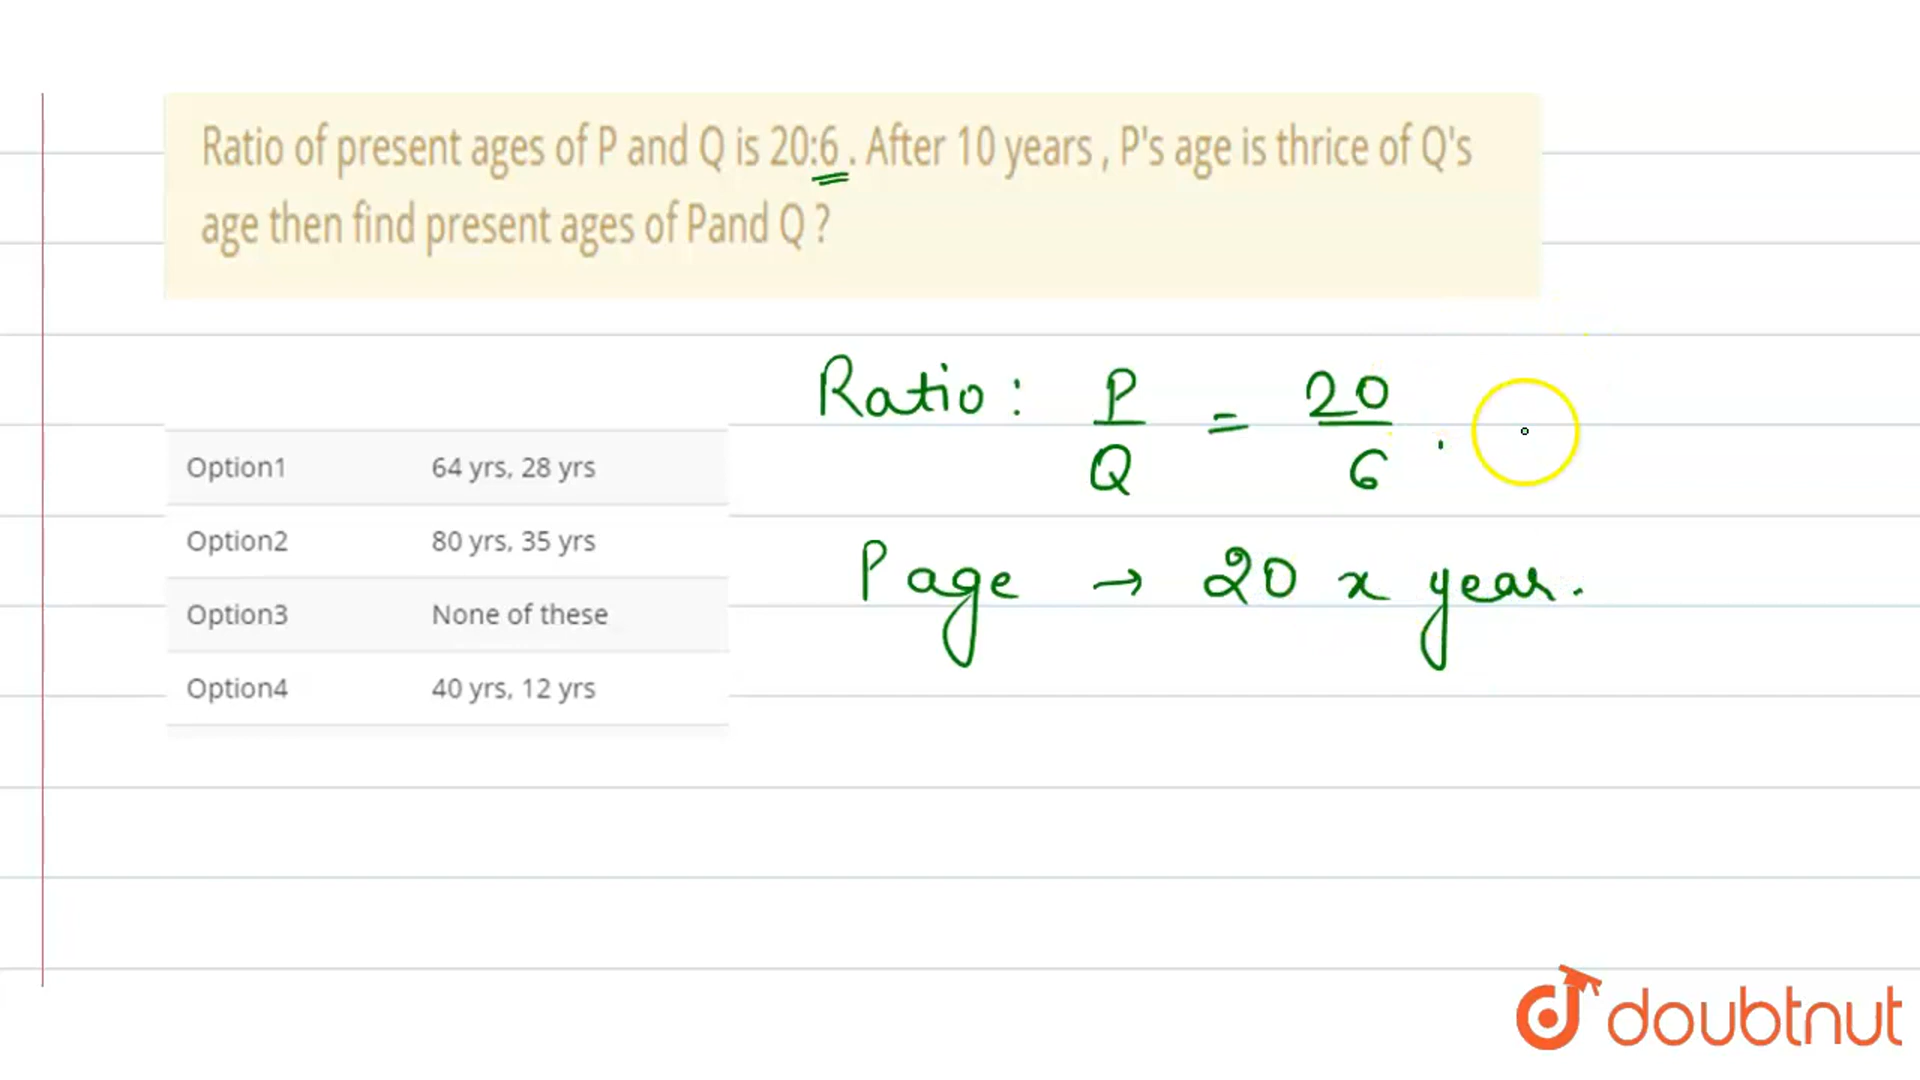 Ratio of present ages of P and Q is 20:6 . After 10 years , P's age is thrice of Q's
age then find present ages of Pand Q ?
Ratio : P/Q = 20/6 .
Option1 64 yrs, 28 yrs
Option2 80 yrs, 35 yrs
P age → 20 x year.
Option3 None of these
Option4 40 yrs, 12 yrs
doubtnut